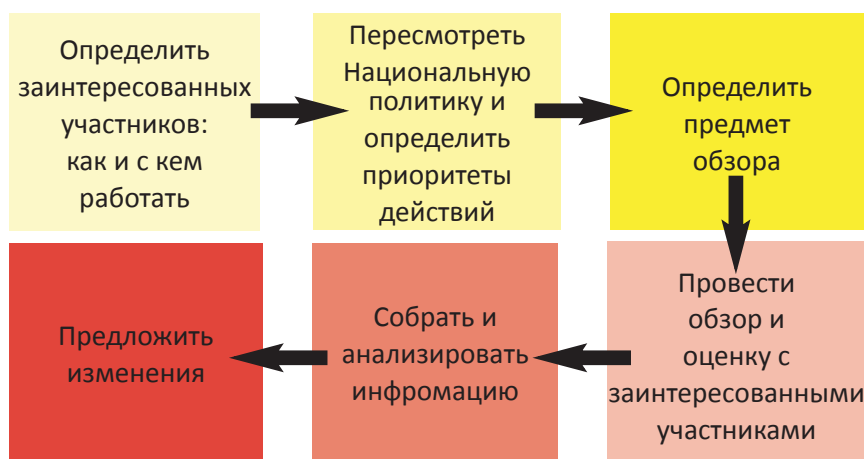 Определить
заинтересованных
участников:
как и с кем
работать
Пересмотреть
Национальную
политику и
определить
приоритеты
действий
Определить
предмет
обзора
Провести
обзор и
оценку с
заинтересованными
участниками
Собрать и
анализировать
инфромацию
Предложить
изменения